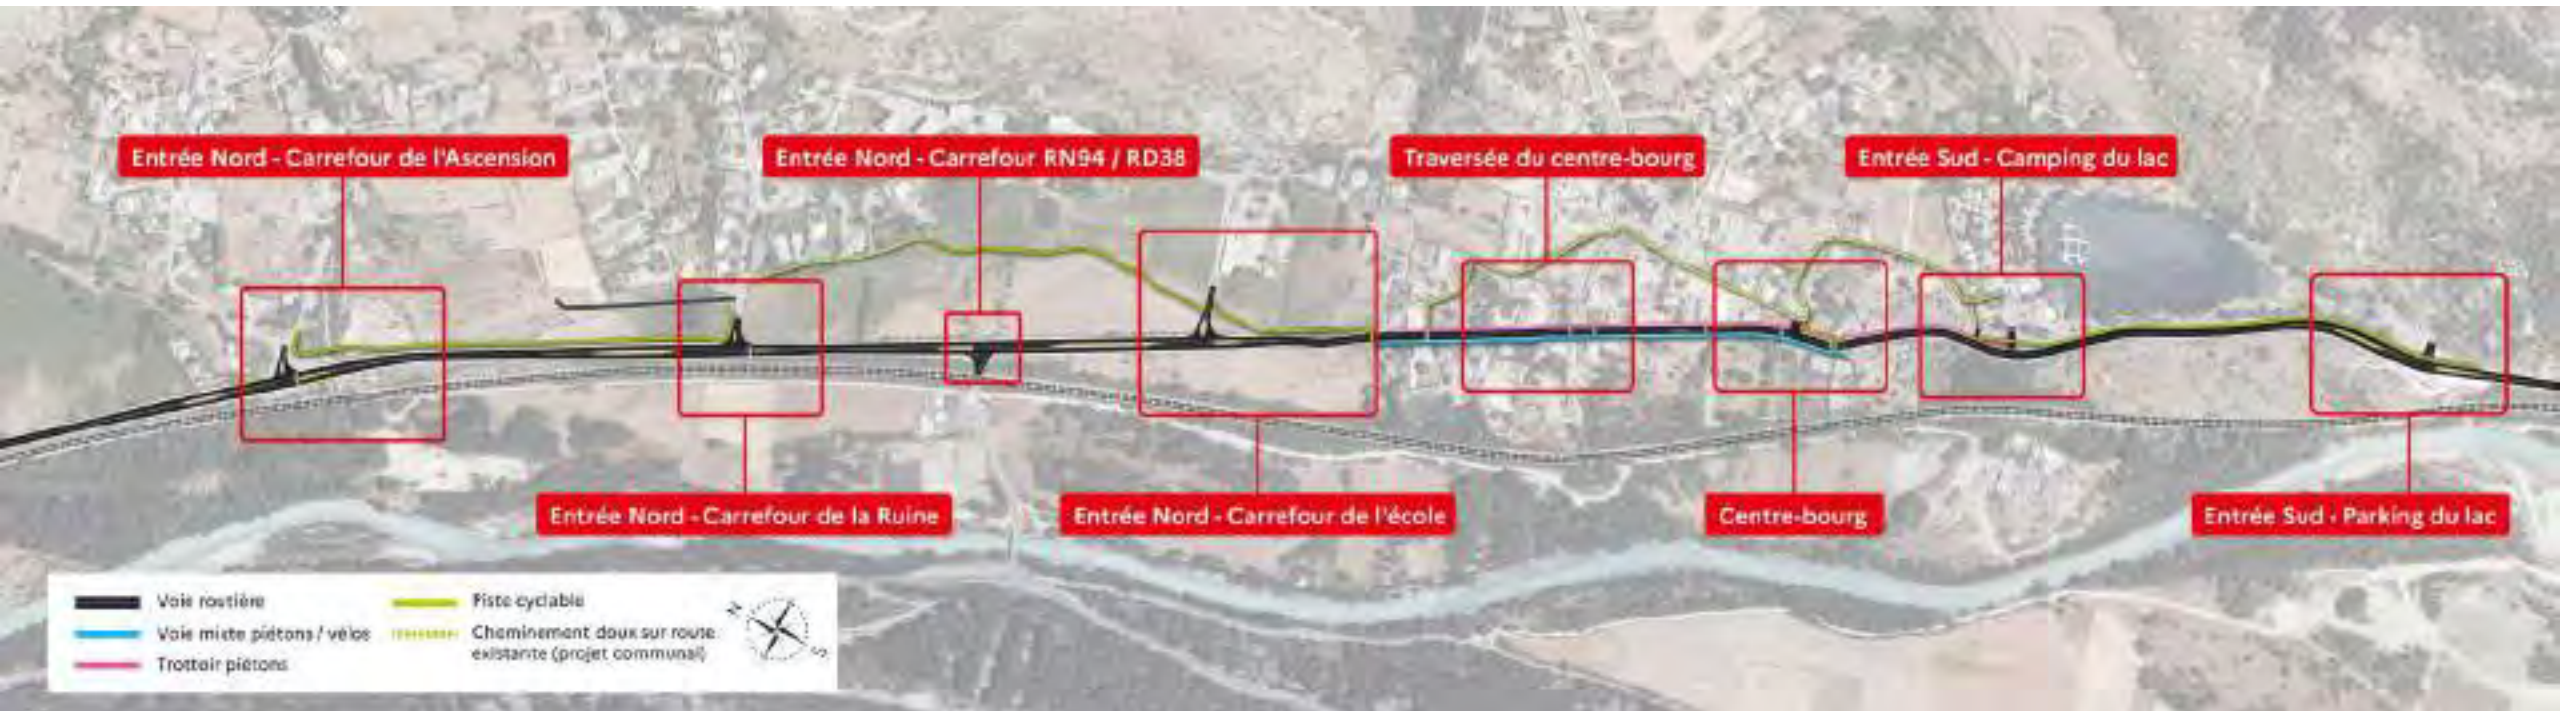 Entrée Nord - Carrefour de l'Ascension
Entrée Nord - Carrefour RN94 / RD38
Traversée du centre-bourg
Entrée Sud - Camping du lac
Entrée Nord - Carrefour de la Ruine
Entrée Nord - Carrefour de l'école
Centre-bourg
Entrée Sud - Parking du lac
Voie routière
Voie mixte piétons / vélos
Trottoir piétons
Piste cyclable
Cheminement doux sur route
existante (projet communal)
N
S